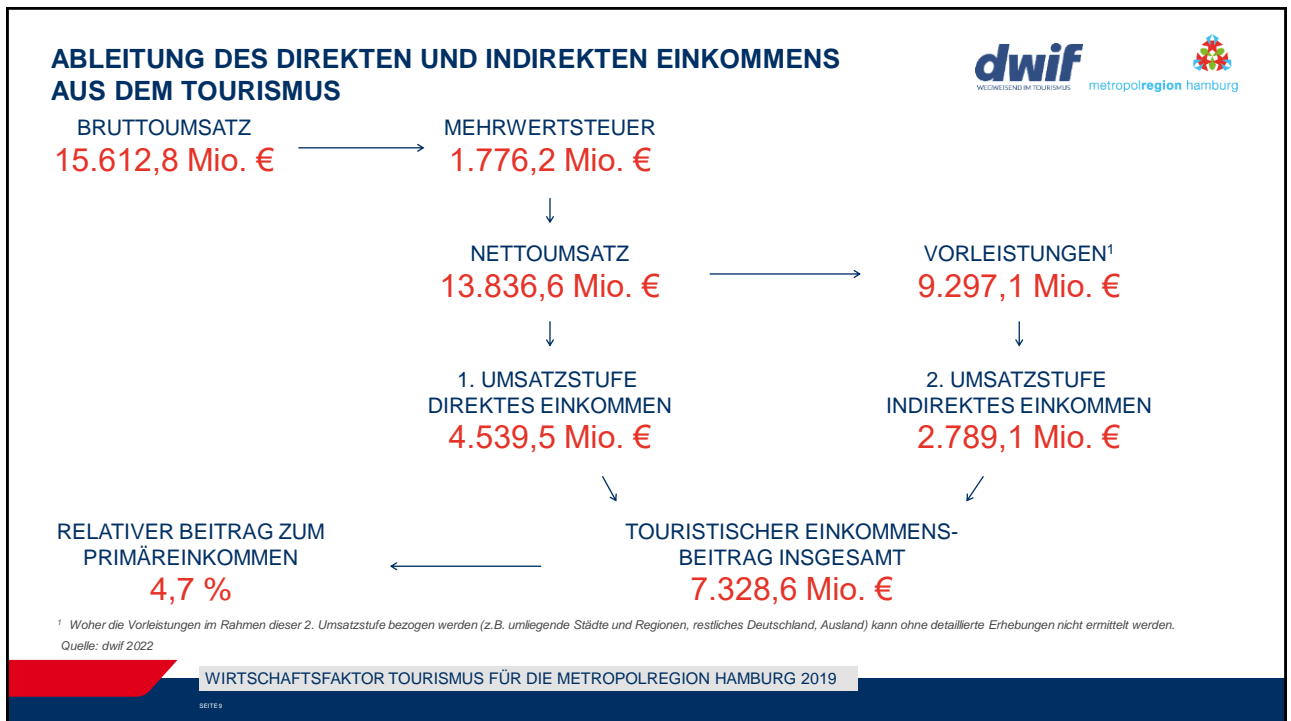 ABLEITUNG DES DIREKTEN UND INDIREKTEN EINKOMMENS
AUS DEM TOURISMUS
dwif
WEGWEISEND IM TOURISMUS
metropolregion hamburg
BRUTTOUMSATZ
15.612,8 Mio. €
MEHRWERTSTEUER
1.776,2 Mio. €
NETTOUMSATZ
13.836,6 Mio. €
VORLEISTUNGEN¹
9.297,1 Mio. €
1. UMSATZSTUFE
DIREKTES EINKOMMEN
4.539,5 Mio. €
2. UMSATZSTUFE
INDIREKTES EINKOMMEN
2.789,1 Mio. €
RELATIVER BEITRAG ZUM
PRIMÄREINKOMMEN
4,7 %
TOURISTISCHER EINKOMMENS-
BEITRAG INSGESAMT
7.328,6 Mio. €
¹ Woher die Vorleistungen im Rahmen dieser 2. Umsatzstufe bezogen werden (z.B. umliegende Städte und Regionen, restliches Deutschland, Ausland) kann ohne detaillierte Erhebungen nicht ermittelt werden.
Quelle: dwif 2022
WIRTSCHAFTSFAKTOR TOURISMUS FÜR DIE METROPOLREGION HAMBURG 2019
SEITE 9